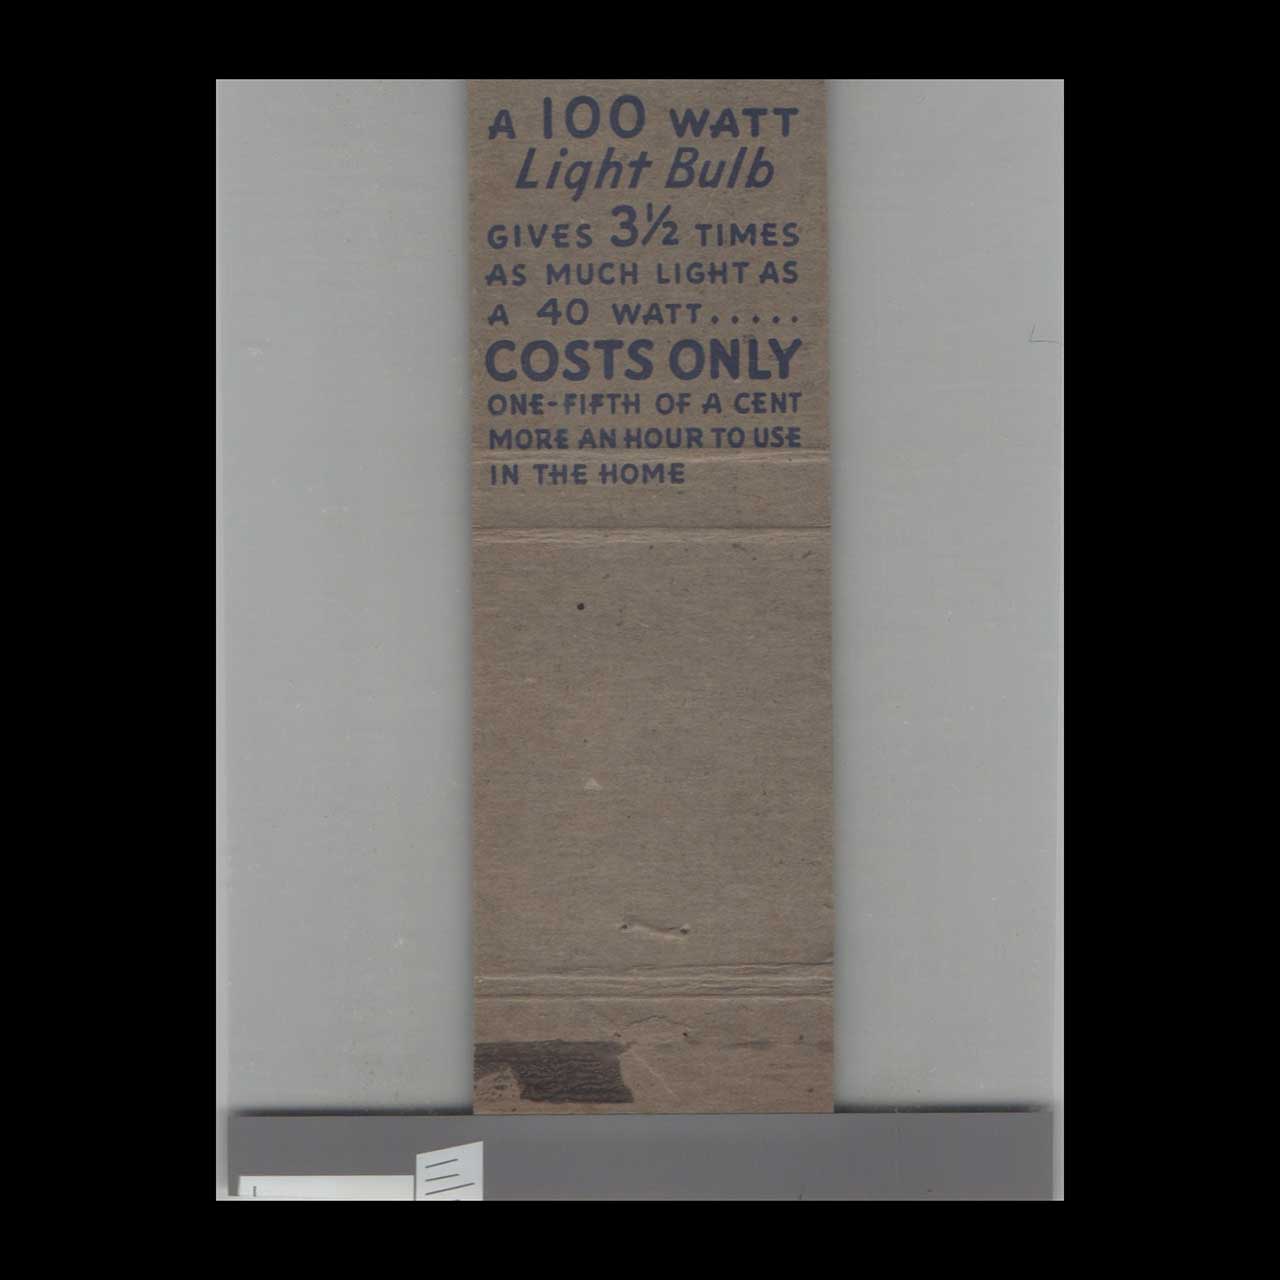 A 100 WATT
Light Bulb
GIVES 3½ TIMES
AS MUCH LIGHT AS
A 40 WATT.....
COSTS ONLY
ONE-FIFTH OF A CENT
MORE AN HOUR TO USE
IN THE HOME